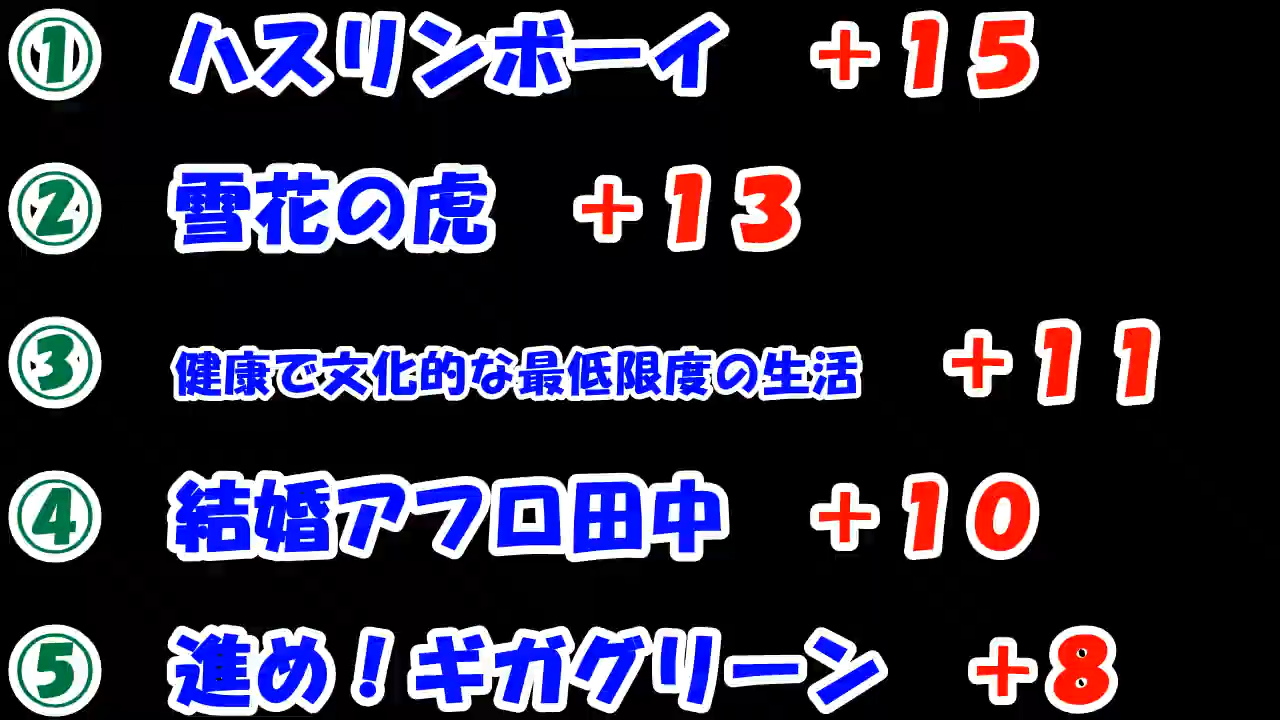 ① ハスリンボーイ ＋１５
② 雪花の虎 ＋１３
③ 健康で文化的な最低限度の生活 ＋１１
④ 結婚アフロ田中 ＋１０
⑤ 進め！ギガグリーン ＋８